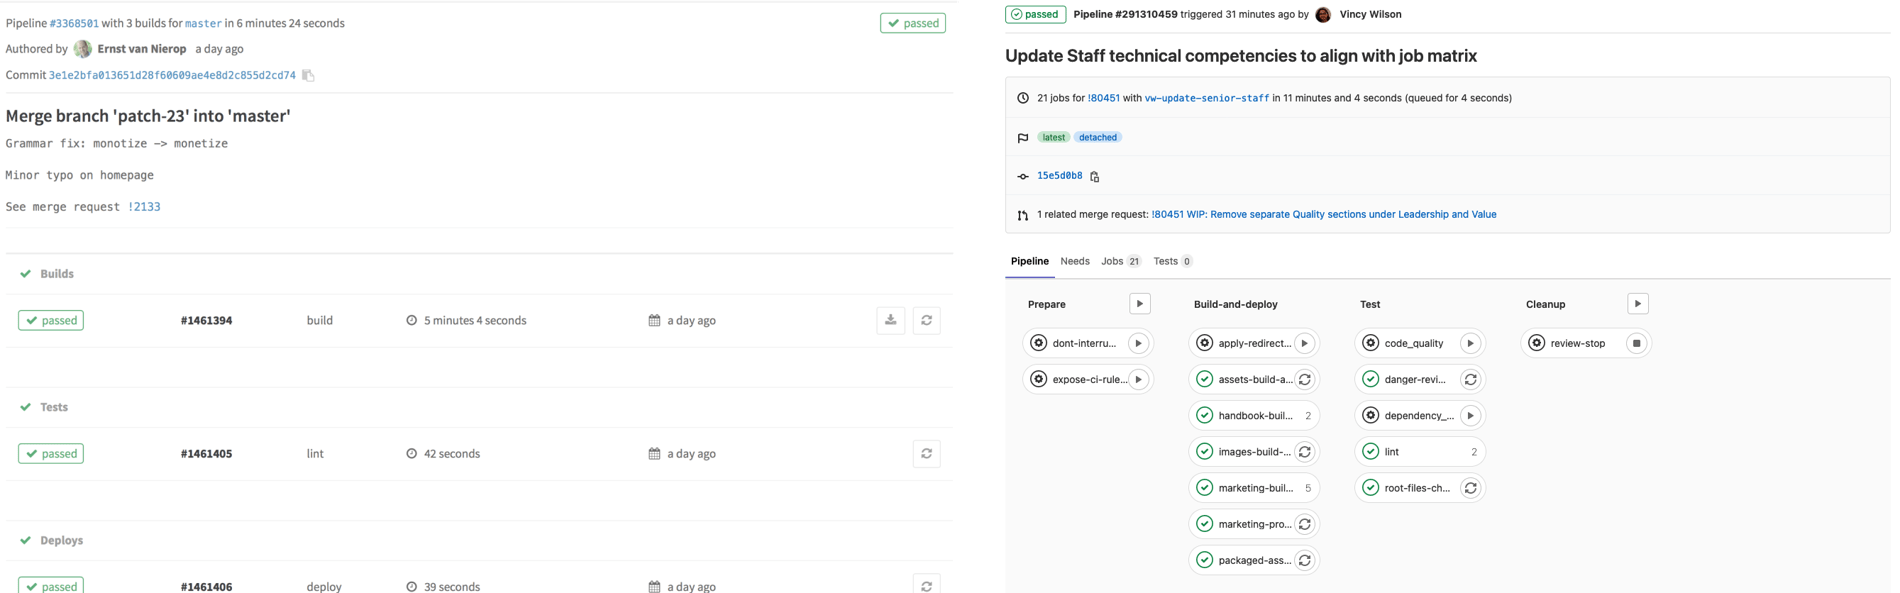 Pipeline #3368501 with 3 builds for master in 6 minutes 24 seconds
passed
Authored by Ernst van Nierop a day ago
Commit 3e1e2bfa013651d28f60609ae4e8d2c855d2cd74
Merge branch 'patch-23' into 'master'
Grammar fix: monotize -> monetize
Minor typo on homepage
See merge request !2133
Builds
passed #1461394 build 5 minutes 4 seconds a day ago
Tests
passed #1461405 lint 42 seconds a day ago
Deploys
passed #1461406 deploy 39 seconds a day ago
passed Pipeline #291310459 triggered 31 minutes ago by Vincy Wilson
Update Staff technical competencies to align with job matrix
21 jobs for !80451 with vw-update-senior-staff in 11 minutes and 4 seconds (queued for 4 seconds)
latest detached
15e5d0b8
1 related merge request: !80451 WIP: Remove separate Quality sections under Leadership and Value
Pipeline Needs Jobs 21 Tests 0
Prepare
dont-interru...
expose-ci-rule...
Build-and-deploy
apply-redirect...
assets-build-a...
handbook-buil... 2
images-build-...
marketing-buil... 5
marketing-pro...
packaged-ass...
Test
code_quality
danger-revi...
dependency_...
lint 2
root-files-ch...
Cleanup
review-stop